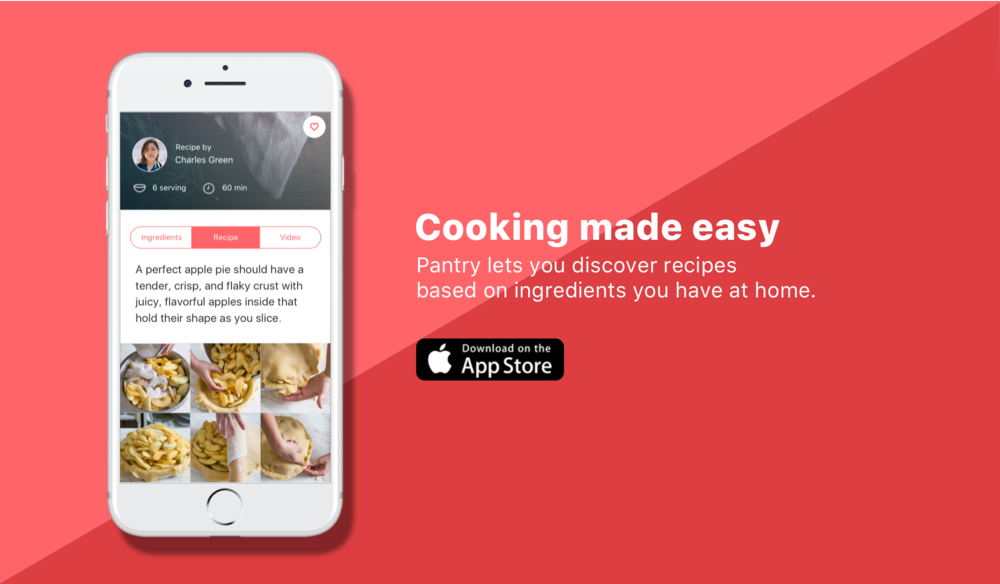 Recipe by
Charles Green
6 serving
60 min
Ingredients
Recipe
Video
A perfect apple pie should have a
tender, crisp, and flaky crust with
juicy, flavorful apples inside that
hold their shape as you slice.
Cooking made easy
Pantry lets you discover recipes
based on ingredients you have at home.
Download on the
App Store